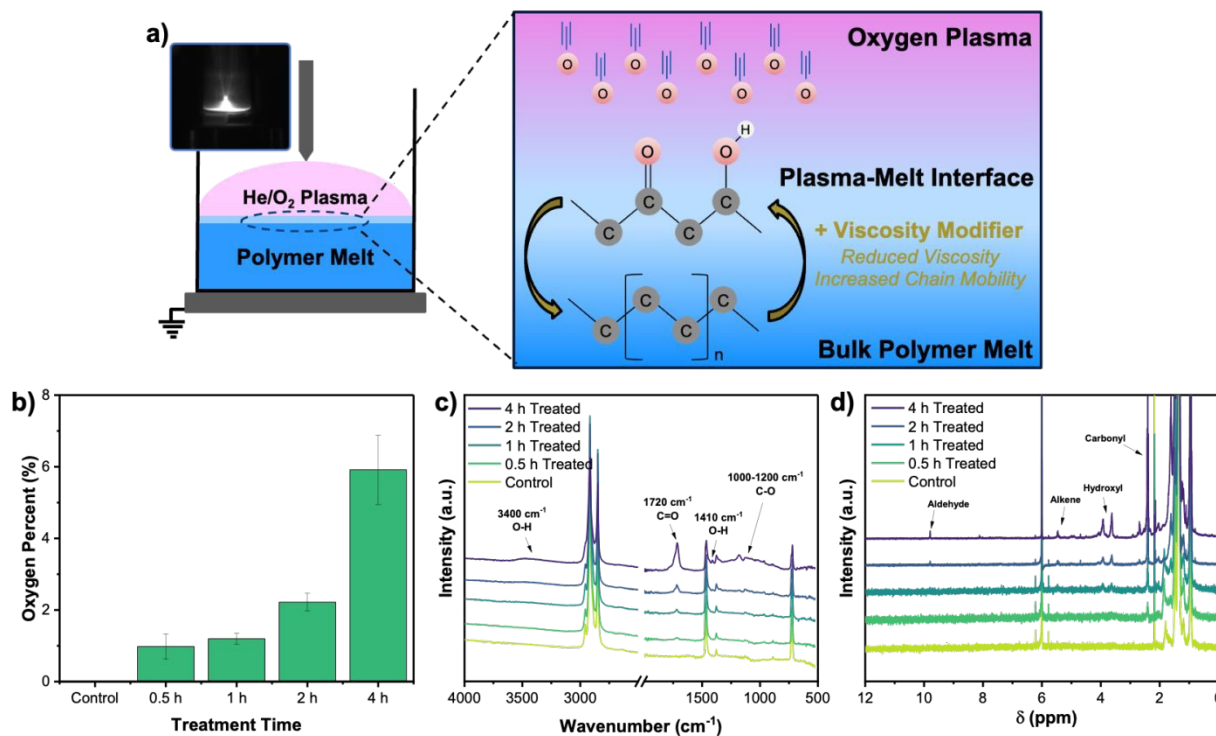 a)
He/O₂ Plasma
Polymer Melt
Oxygen Plasma
O O O O
O O O O
H
O O
Plasma-Melt Interface
C C
C C
+ Viscosity Modifier
Reduced Viscosity
Increased Chain Mobility
C C
C C
n
Bulk Polymer Melt
b)
Oxygen Percent (%)
8
6
4
2
0
Control 0.5 h 1 h 2 h 4 h
Treatment Time
c)
4 h Treated
2 h Treated
1 h Treated
0.5 h Treated
Control
3400 cm⁻¹
O-H
1720 cm⁻¹
C=O
1410 cm⁻¹
O-H
1000-1200 cm⁻¹
C-O
Intensity (a.u.)
4000 3000 1500 1000 500
Wavenumber (cm⁻¹)
d)
4 h Treated
2 h Treated
1 h Treated
0.5 h Treated
Control
Carbonyl
Hydroxyl
Alkene
Aldehyde
Intensity (a.u.)
12 10 8 6 4 2 0
δ (ppm)